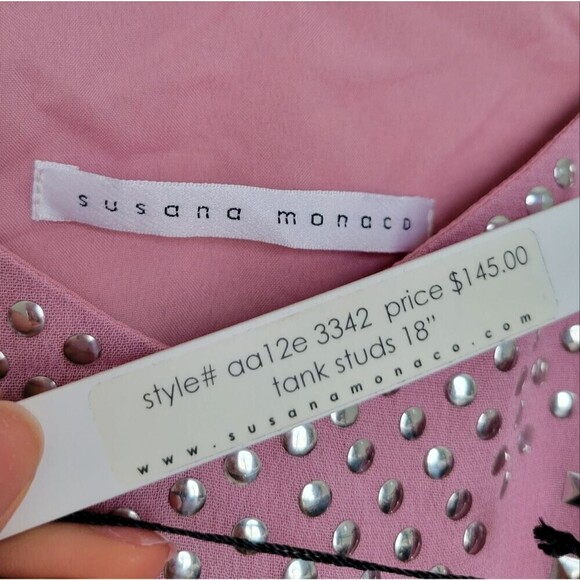 susana monaco
style# aa12e 3342 price $145.00
tank studs 18"
www.susanamonaco.com